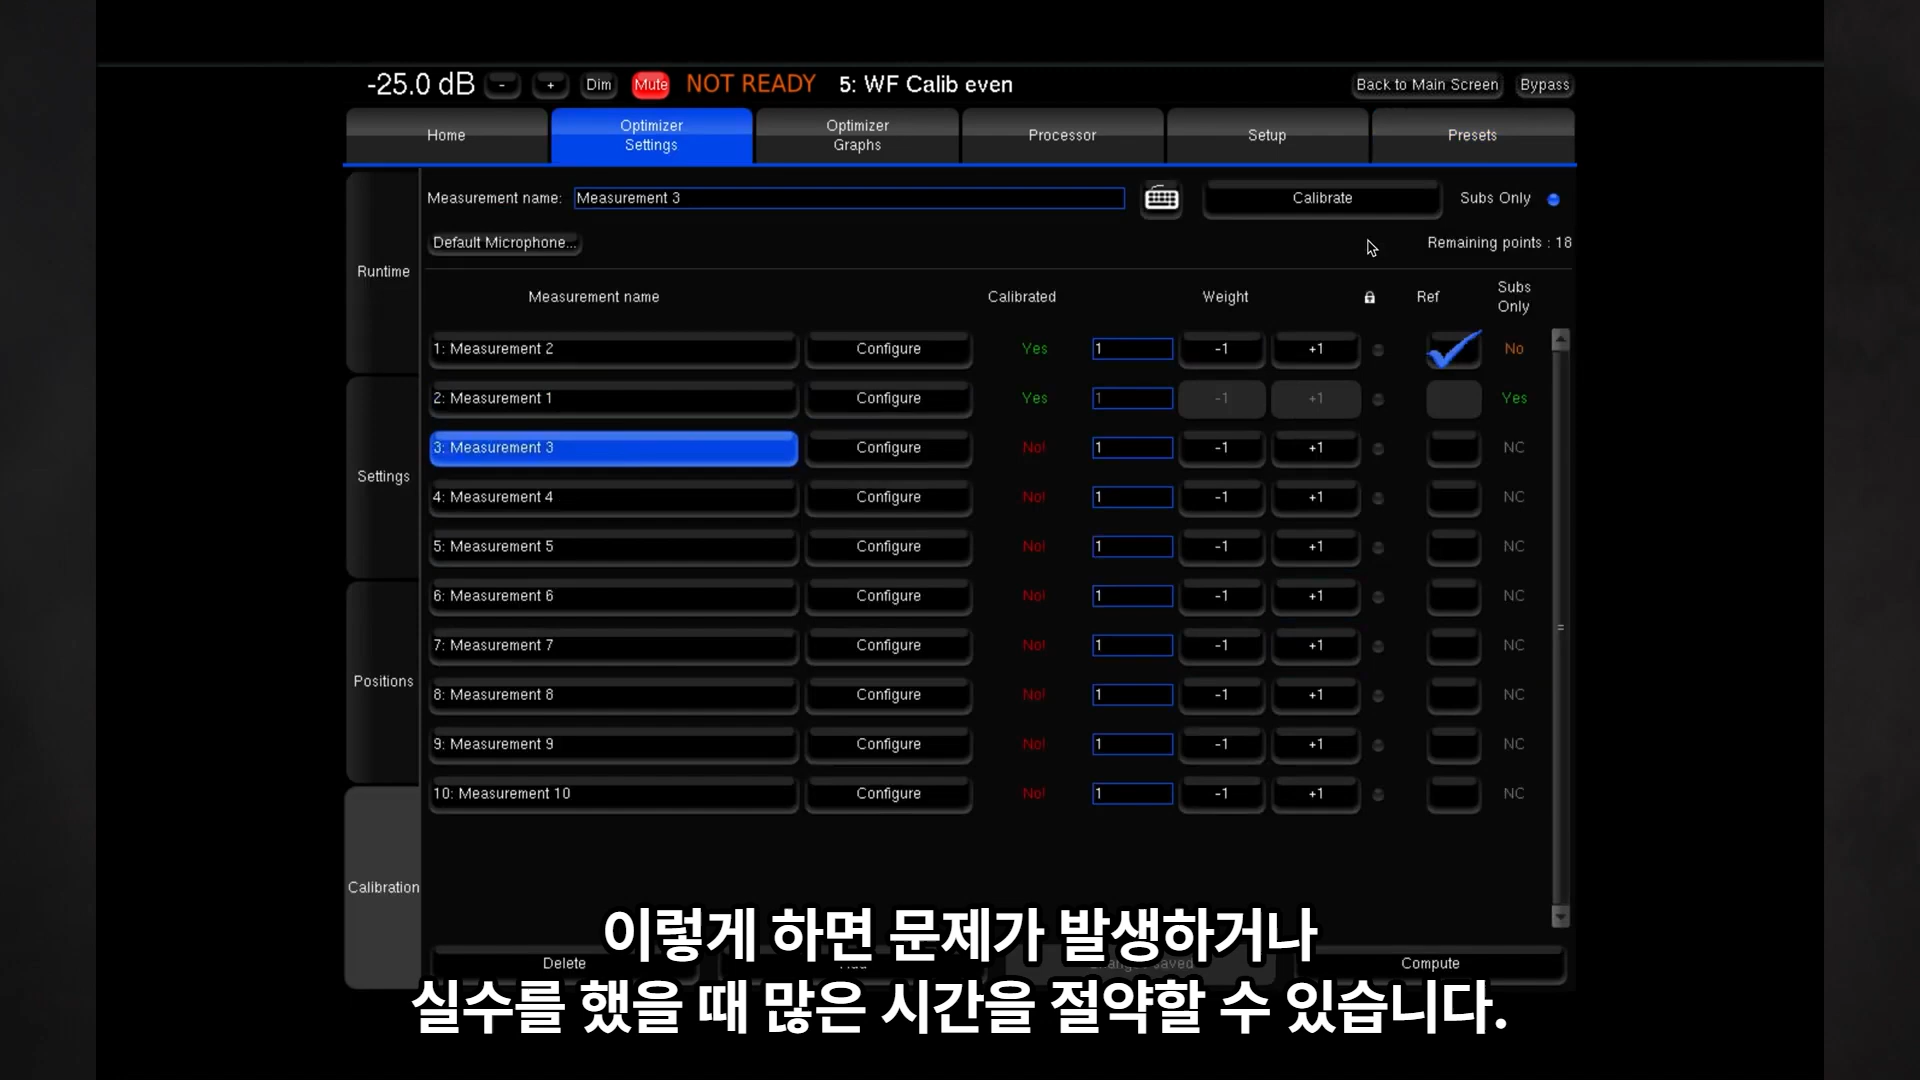 -25.0 dB - + Dim Mute NOT READY 5: WF Calib even Back to Main Screen Bypass
Home Optimizer Settings Optimizer Graphs Processor Setup Presets
Measurement name: Measurement 3 Calibrate Subs Only
Default Microphone... Remaining points : 18
Runtime
Settings
Positions
Calibration
Measurement name Calibrated Weight Ref Subs Only
1: Measurement 2 Configure Yes 1 -1 +1 No
2: Measurement 1 Configure Yes 1 -1 +1 Yes
3: Measurement 3 Configure No! 1 -1 +1 NC
4: Measurement 4 Configure No! 1 -1 +1 NC
5: Measurement 5 Configure No! 1 -1 +1 NC
6: Measurement 6 Configure No! 1 -1 +1 NC
7: Measurement 7 Configure No! 1 -1 +1 NC
8: Measurement 8 Configure No! 1 -1 +1 NC
9: Measurement 9 Configure No! 1 -1 +1 NC
10: Measurement 10 Configure No! 1 -1 +1 NC
Delete Compute
이렇게 하면 문제가 발생하거나
실수를 했을 때 많은 시간을 절약할 수 있습니다.